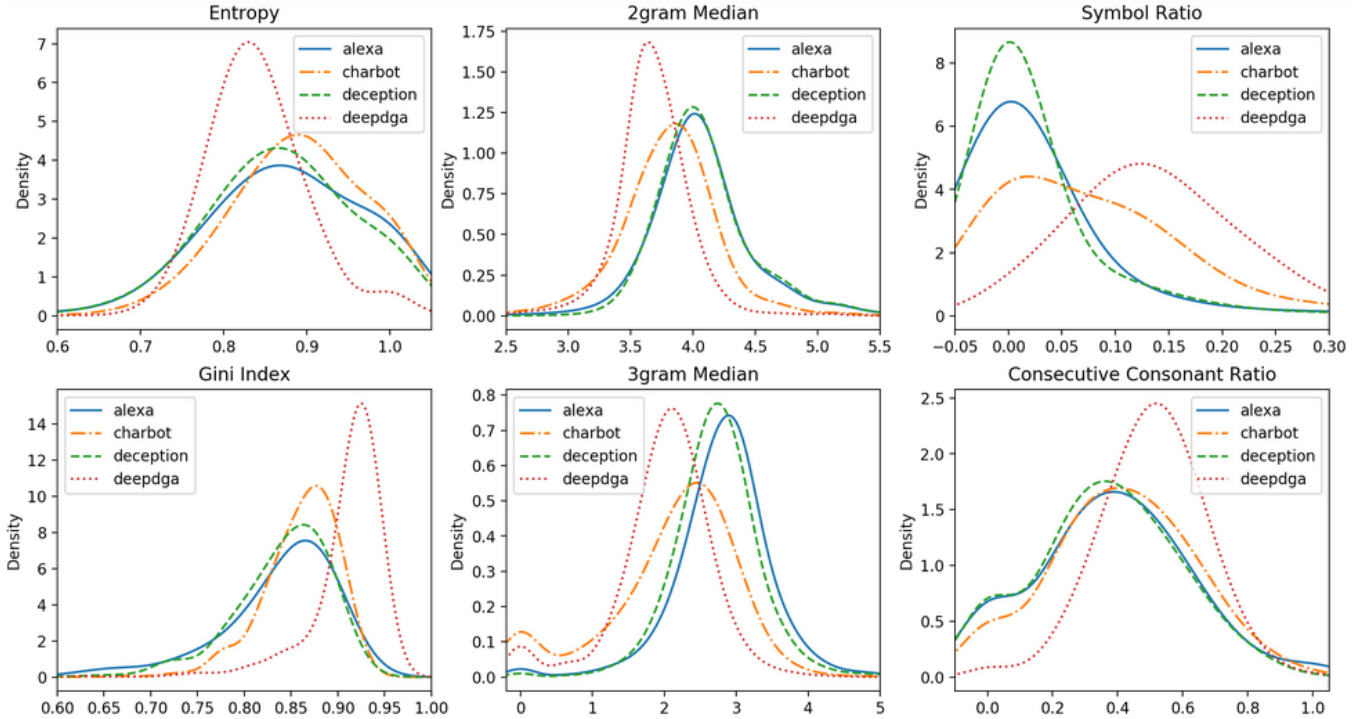 Entropy
Density
7
6
5
4
3
2
1
0
0.6 0.7 0.8 0.9 1.0
alexa
charbot
deception
deepdga
2gram Median
Density
1.75
1.50
1.25
1.00
0.75
0.50
0.25
0.00
2.5 3.0 3.5 4.0 4.5 5.0 5.5
alexa
charbot
deception
deepdga
Symbol Ratio
Density
8
6
4
2
0
−0.05 0.00 0.05 0.10 0.15 0.20 0.25 0.30
alexa
charbot
deception
deepdga
Gini Index
Density
14
12
10
8
6
4
2
0
0.60 0.65 0.70 0.75 0.80 0.85 0.90 0.95 1.00
alexa
charbot
deception
deepdga
3gram Median
Density
0.8
0.7
0.6
0.5
0.4
0.3
0.2
0.1
0.0
0 1 2 3 4 5
alexa
charbot
deception
deepdga
Consecutive Consonant Ratio
Density
2.5
2.0
1.5
1.0
0.5
0.0
0.0 0.2 0.4 0.6 0.8 1.0
alexa
charbot
deception
deepdga